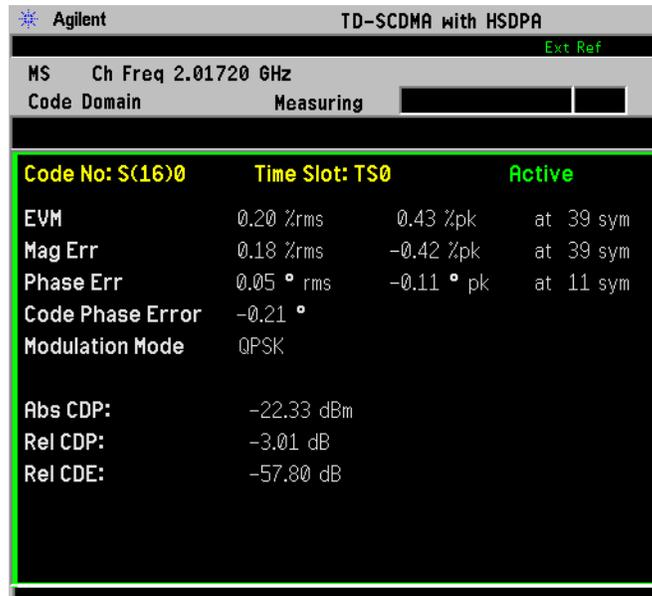 Agilent TD-SCDMA with HSDPA
Ext Ref
MS Ch Freq 2.01720 GHz
Code Domain Measuring
Code No: S(16)0 Time Slot: TS0 Active
EVM 0.20 %rms 0.43 %pk at 39 sym
Mag Err 0.18 %rms -0.42 %pk at 39 sym
Phase Err 0.05 ° rms -0.11 ° pk at 11 sym
Code Phase Error -0.21 °
Modulation Mode QPSK
Abs CDP: -22.33 dBm
Rel CDP: -3.01 dB
Rel CDE: -57.80 dB